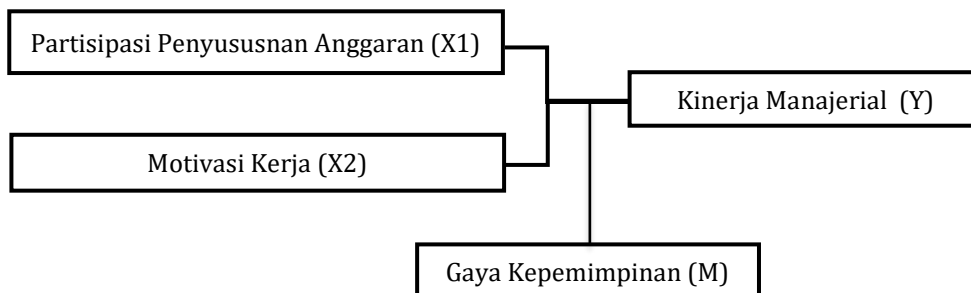 Partisipasi Penyususnan Anggaran (X1)
Kinerja Manajerial (Y)
Motivasi Kerja (X2)
Gaya Kepemimpinan (M)